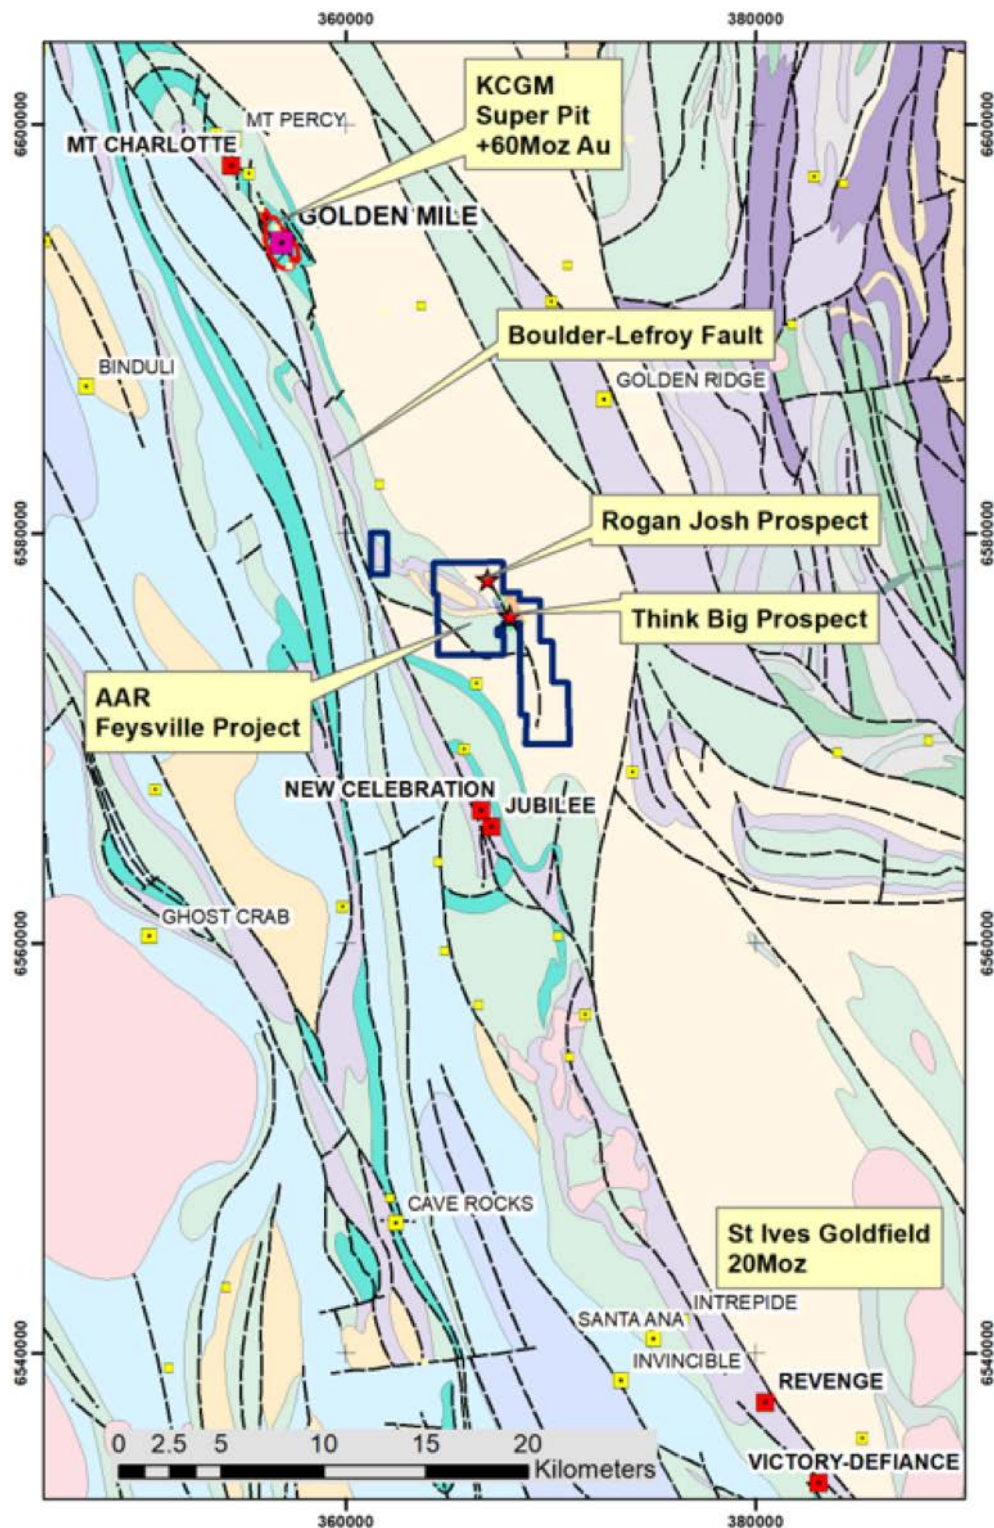 360000
380000
KCGM
Super Pit
+60Moz Au
6600000
6600000
MT PERCY
MT CHARLOTTE
GOLDEN MILE
Boulder-Lefroy Fault
BINDULI
GOLDEN RIDGE
Rogan Josh Prospect
6580000
6580000
Think Big Prospect
AAR
Feysville Project
NEW CELEBRATION
JUBILEE
GHOST CRAB
6560000
6560000
CAVE ROCKS
St Ives Goldfield
20Moz
INTREPIDE
SANTA ANA
INVINCIBLE
6540000
6540000
REVENGE
0 2.5 5 10 15 20
Kilometers
VICTORY-DEFIANCE
360000
380000